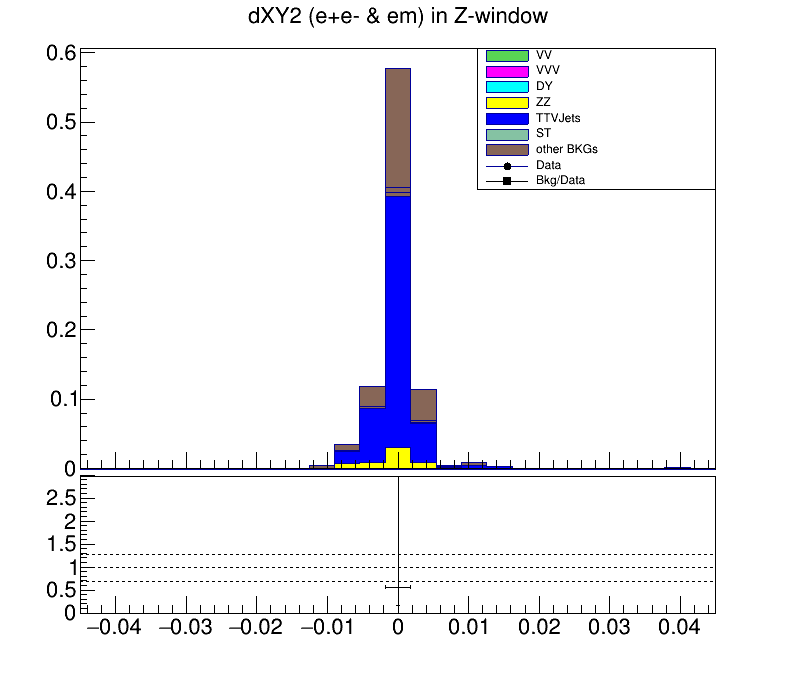 dXY2 (e+e- & em) in Z-window
0.6
0.5
0.4
0.3
0.2
0.1
0
VV
VVV
DY
ZZ
TTVJets
ST
other BKGs
Data
Bkg/Data
2.5
2
1.5
1
0.5
0
−0.04 −0.03 −0.02 −0.01 0 0.01 0.02 0.03 0.04